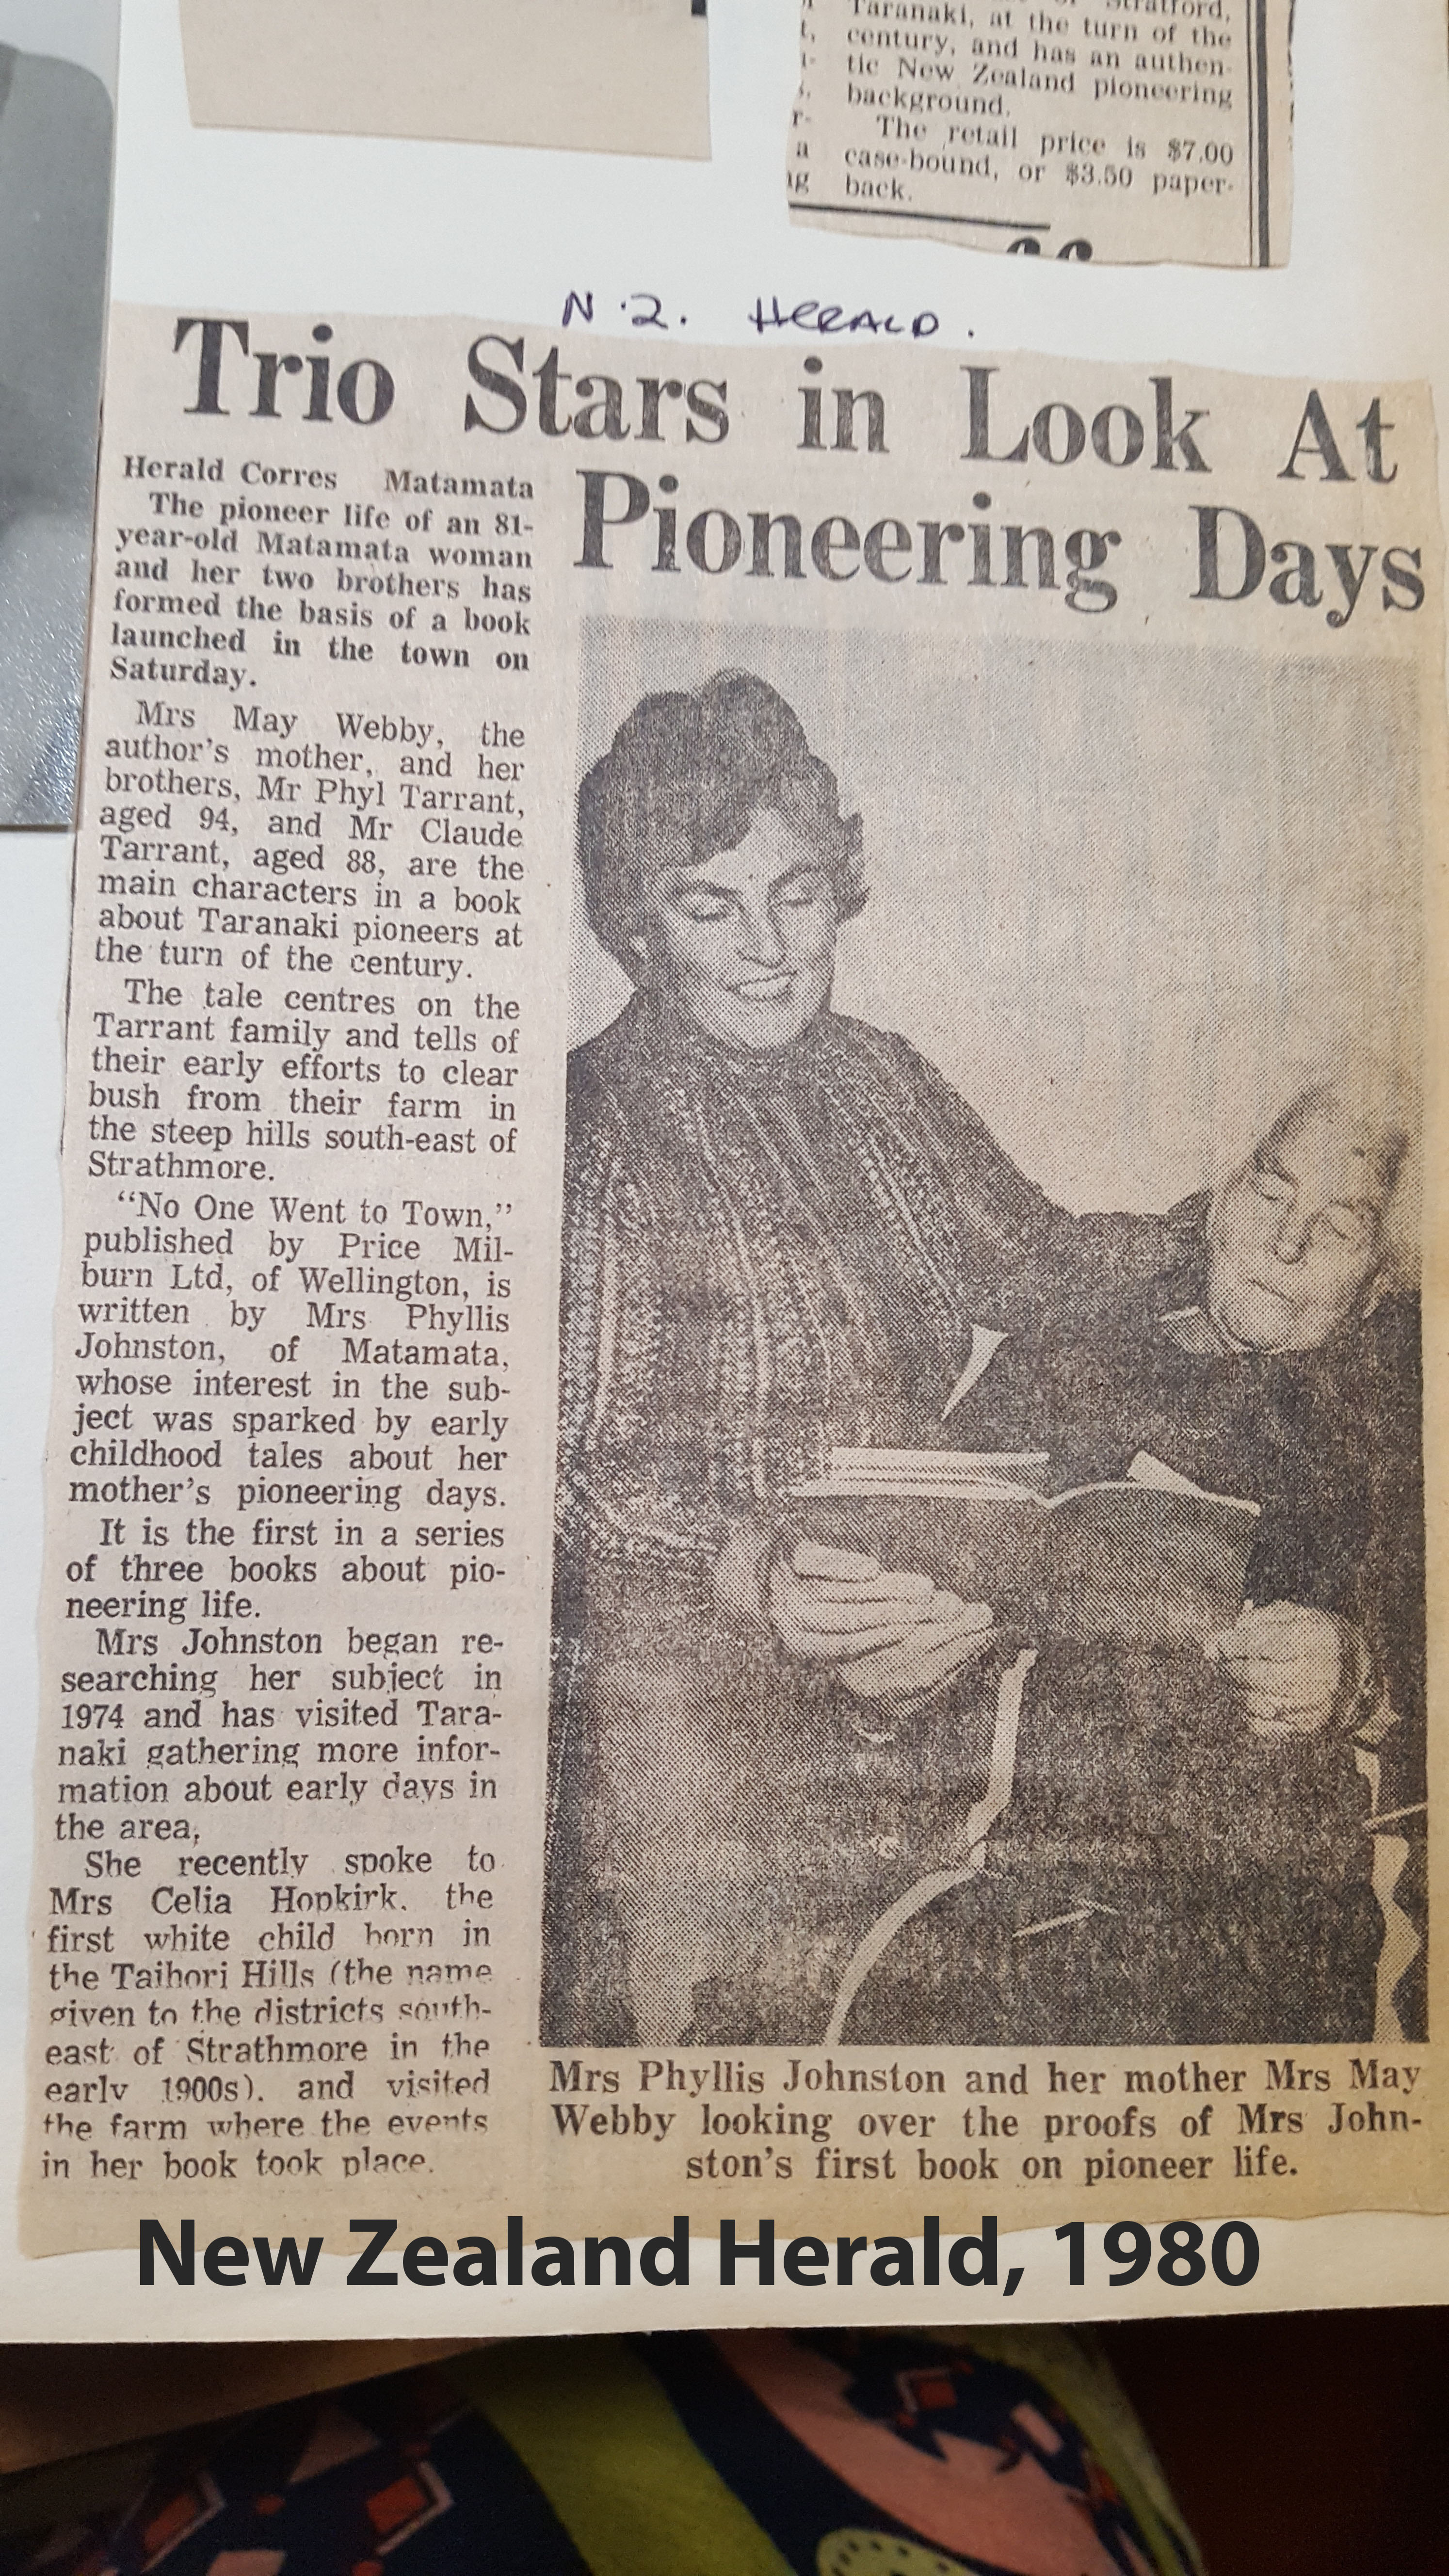 Stratford,
Taranaki, at the turn of the
t, century, and has an authen-
tic New Zealand pioneering
s, background.
r- The retail price is $7.00
a case-bound, or $3.50 paper-
ng back.
N.Z. HERALD.
Trio Stars in Look At
Pioneering Days
Herald Corres Matamata
The pioneer life of an 81-
year-old Matamata woman
and her two brothers has
formed the basis of a book
launched in the town on
Saturday.
Mrs May Webby, the
author's mother, and her
brothers, Mr Phyl Tarrant,
aged 94, and Mr Claude
Tarrant, aged 88, are the
main characters in a book
about Taranaki pioneers at
the turn of the century.
The tale centres on the
Tarrant family and tells of
their early efforts to clear
bush from their farm in
the steep hills south-east of
Strathmore.
"No One Went to Town,"
published by Price Mil-
burn Ltd, of Wellington, is
written by Mrs Phyllis
Johnston, of Matamata,
whose interest in the sub-
ject was sparked by early
childhood tales about her
mother's pioneering days.
It is the first in a series
of three books about pio-
neering life.
Mrs Johnston began re-
searching her subject in
1974 and has visited Tara-
naki gathering more infor-
mation about early days in
the area,
She recently spoke to
Mrs Celia Hopkirk, the
first white child born in
the Taihori Hills (the name
given to the districts south-
east of Strathmore in the
early 1900s), and visited
the farm where the events
in her book took place.
Mrs Phyllis Johnston and her mother Mrs May
Webby looking over the proofs of Mrs John-
ston's first book on pioneer life.
New Zealand Herald, 1980